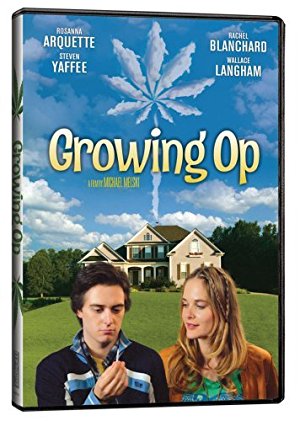 ROSANNA
ARQUETTE
STEVEN
YAFFEE
RACHEL
BLANCHARD
WALLACE
LANGHAM
Growing Op
A FILM BY MICHAEL MELSKI
Growing Op